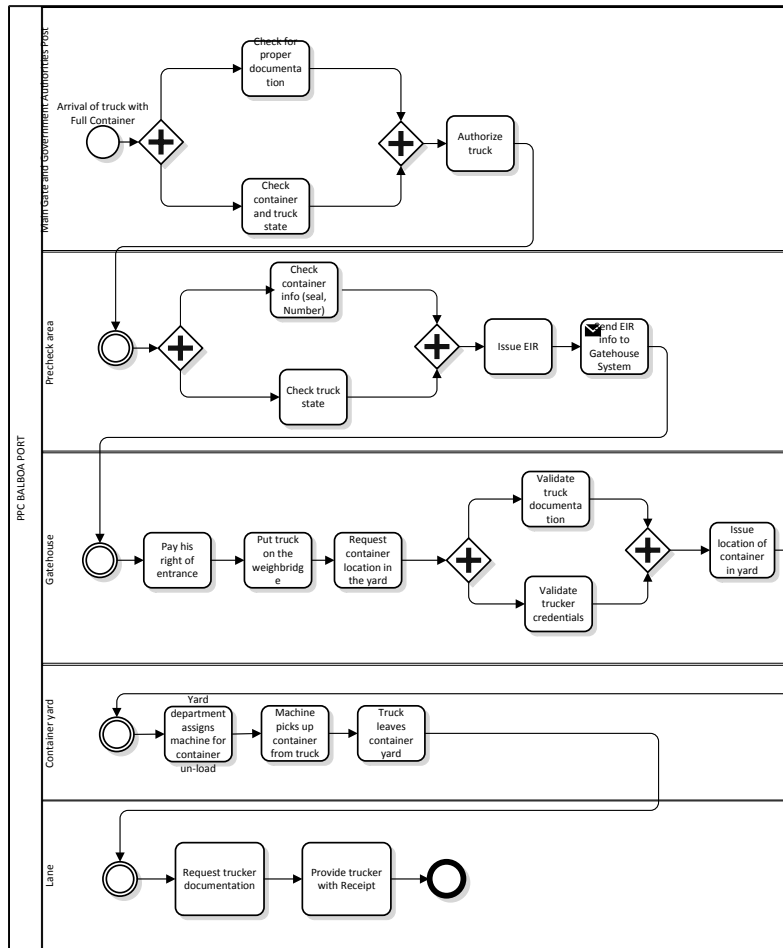 PPC BALBOA PORT
Main Gate and Government Authorities Post
Arrival of truck with
Full Container
Check for
proper
documenta
tion
Check
container
and truck
state
Authorize
truck
Precheck area
Check
container
info (seal,
Number)
Check truck
state
Issue EIR
Send EIR
info to
Gatehouse
System
Gatehouse
Pay his
right of
entrance
Put truck
on the
weighbridg
e
Request
container
location in
the yard
Validate
truck
documenta
tion
Validate
trucker
credentials
Issue
location of
container
in yard
Container yard
Yard
department
assigns
machine for
container
un-load
Machine
picks up
container
from truck
Truck
leaves
container
yard
Lane
Request trucker
documentation
Provide trucker
with Receipt